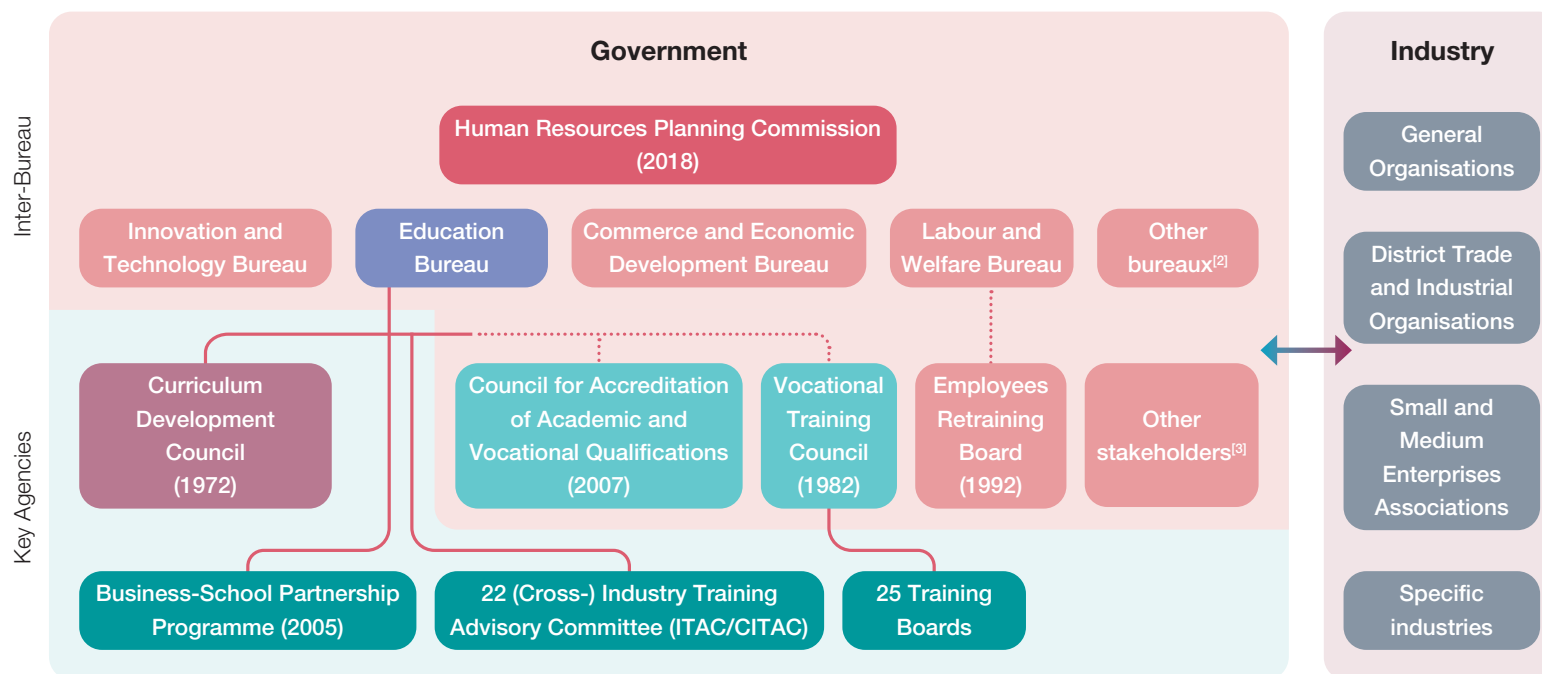 Government
Industry
Inter-Bureau
Human Resources Planning Commission
(2018)
Innovation and
Technology Bureau
Education
Bureau
Commerce and Economic
Development Bureau
Labour and
Welfare Bureau
Other
bureaux[2]
Key Agencies
Curriculum
Development
Council
(1972)
Council for Accreditation
of Academic and
Vocational Qualifications
(2007)
Vocational
Training
Council
(1982)
Employees
Retraining
Board
(1992)
Other
stakeholders[3]
Business-School Partnership
Programme (2005)
22 (Cross-) Industry Training
Advisory Committee (ITAC/CITAC)
25 Training
Boards
General
Organisations
District Trade
and Industrial
Organisations
Small and
Medium
Enterprises
Associations
Specific
industries